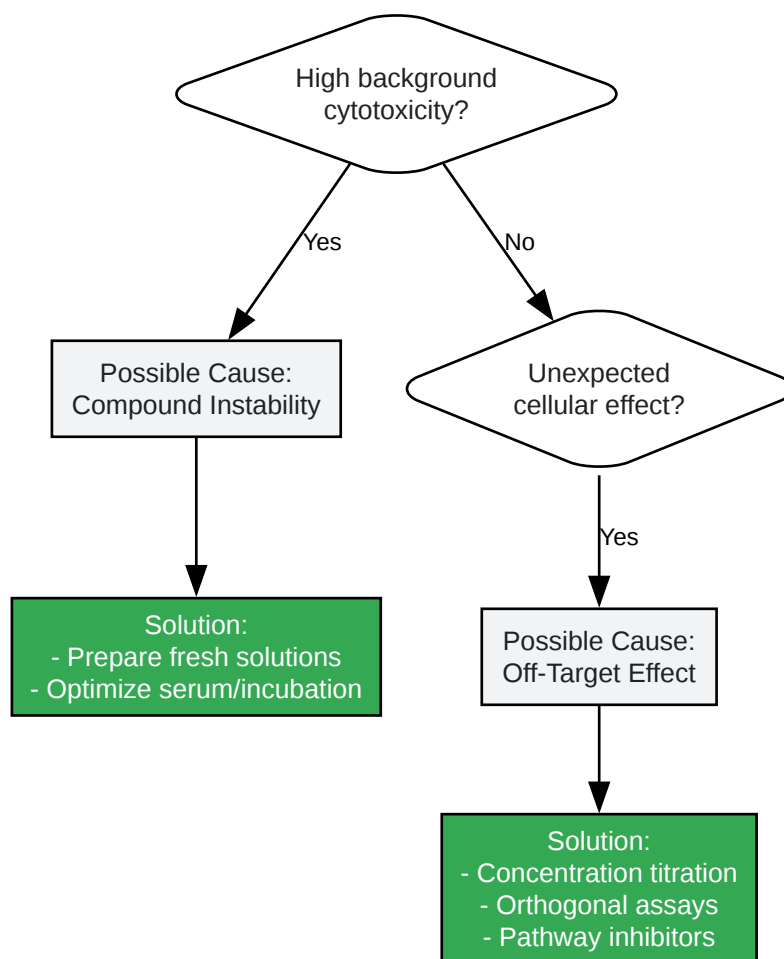 High background
cytotoxicity?
Yes
No
Possible Cause:
Compound Instability
Unexpected
cellular effect?
Yes
Solution:
- Prepare fresh solutions
- Optimize serum/incubation
Possible Cause:
Off-Target Effect
Solution:
- Concentration titration
- Orthogonal assays
- Pathway inhibitors